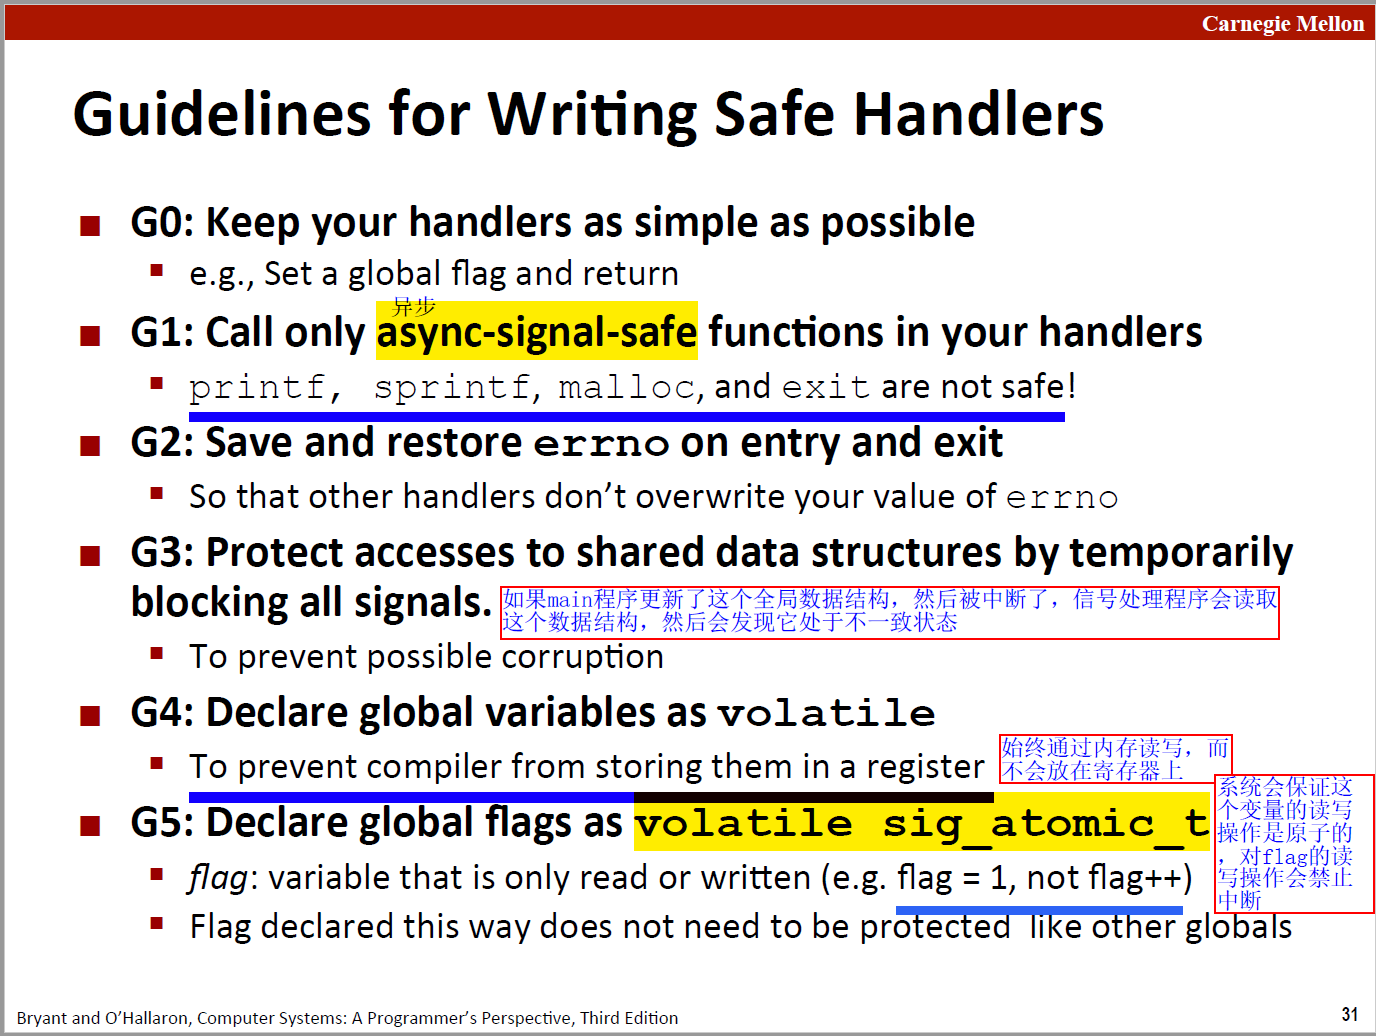 Carnegie Mellon
Guidelines for Writing Safe Handlers
G0: Keep your handlers as simple as possible
e.g., Set a global flag and return
异步
G1: Call only async-signal-safe functions in your handlers
printf, sprintf, malloc, and exit are not safe!
G2: Save and restore errno on entry and exit
So that other handlers don’t overwrite your value of errno
G3: Protect accesses to shared data structures by temporarily
blocking all signals.
如果main程序更新了这个全局数据结构，然后被中断了，信号处理程序会读取
这个数据结构，然后会发现它处于不一致状态
To prevent possible corruption
G4: Declare global variables as volatile
To prevent compiler from storing them in a register
始终通过内存读写，而
不会放在寄存器上
G5: Declare global flags as volatile sig_atomic_t
系统会保证这
个变量的读写
操作是原子的
，对flag的读
写操作会禁止
中断
flag: variable that is only read or written (e.g. flag = 1, not flag++)
Flag declared this way does not need to be protected like other globals
Bryant and O’Hallaron, Computer Systems: A Programmer’s Perspective, Third Edition
31